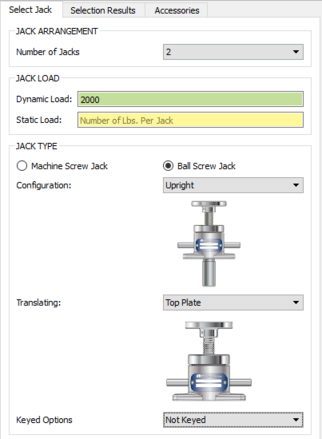 Select Jack Selection Results Accessories
JACK ARRANGEMENT
Number of Jacks 2
JACK LOAD
Dynamic Load: 2000
Static Load: Number of Lbs. Per Jack
JACK TYPE
Machine Screw Jack Ball Screw Jack
Configuration: Upright
Translating: Top Plate
Keyed Options Not Keyed